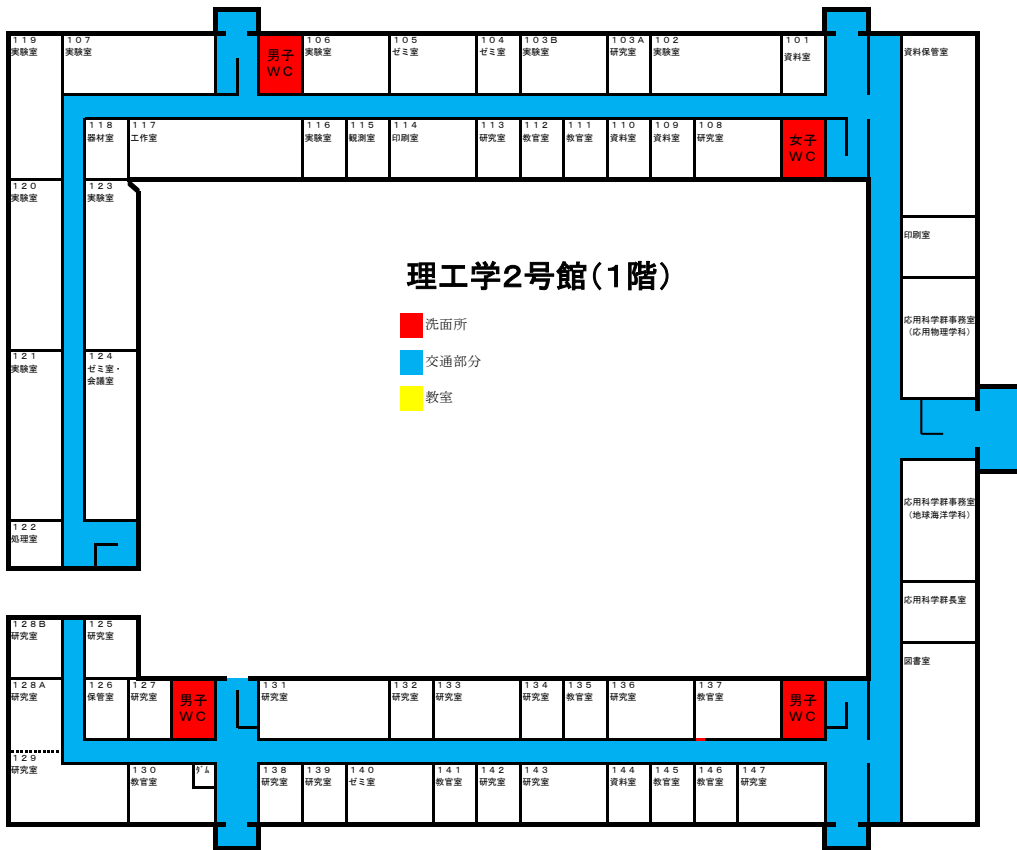 １１９
実験室
１０７
実験室
男子
ＷＣ
１０６
実験室
１０５
ゼミ室
１０４
ゼミ室
１０３Ｂ
実験室
１０３Ａ
研究室
１０２
実験室
１０１
資料室
資料保管室
１１８
器材室
１１７
工作室
１１６
実験室
１１５
観測室
１１４
印刷室
１１３
研究室
１１２
教官室
１１１
教官室
１１０
資料室
１０９
資料室
１０８
研究室
女子
ＷＣ
１２０
実験室
１２３
実験室
印刷室
理工学２号館（１階）
洗面所
交通部分
教室
応用科学群事務室
（応用物理学科）
１２１
実験室
１２４
ゼミ室・
会議室
１２２
処理室
応用科学群事務室
（地球海洋学科）
応用科学群長室
１２８Ｂ
研究室
１２５
研究室
図書室
１２８Ａ
研究室
１２６
保管室
１２７
研究室
男子
ＷＣ
１３１
研究室
１３２
研究室
１３３
研究室
１３４
研究室
１３５
教官室
１３６
研究室
１３７
教官室
男子
ＷＣ
１２９
研究室
１３０
教官室
ﾀﾞﾑ
１３８
研究室
１３９
研究室
１４０
ゼミ室
１４１
教官室
１４２
研究室
１４３
研究室
１４４
資料室
１４５
教官室
１４６
教官室
１４７
研究室